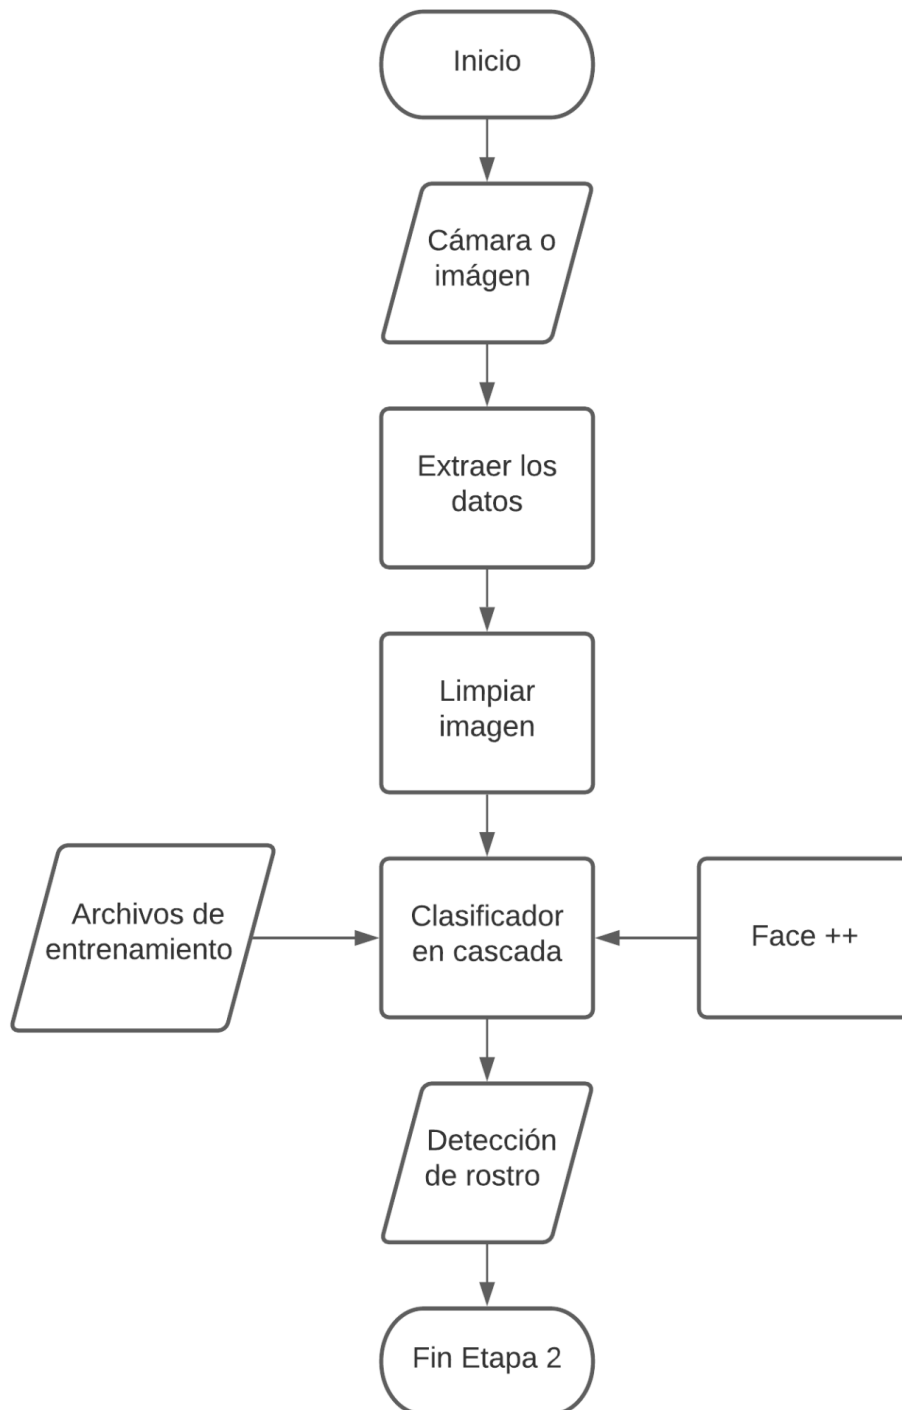 Inicio
Cámara o
imágen
Extraer los
datos
Limpiar
imagen
Archivos de
entrenamiento
Clasificador
en cascada
Face ++
Detección
de rostro
Fin Etapa 2